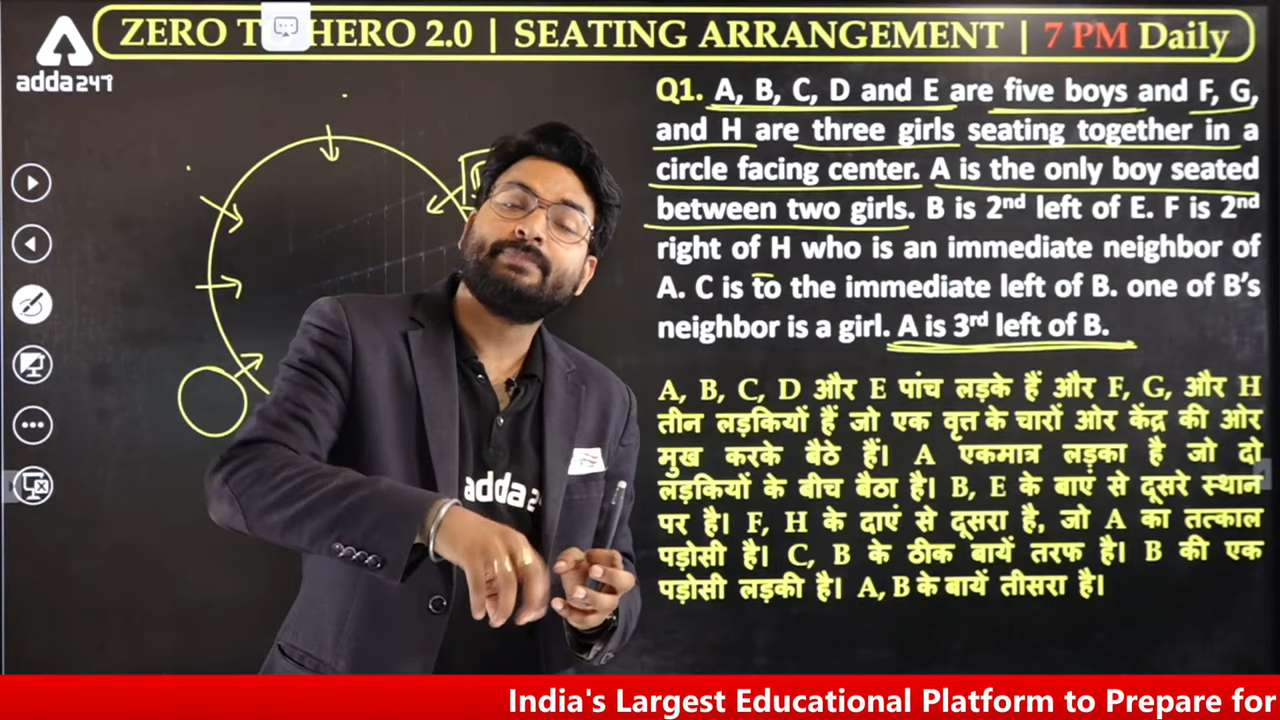 ZERO T HERO 2.0 | SEATING ARRANGEMENT | 7 PM Daily
adda247
Q1. A, B, C, D and E are five boys and F, G,
and H are three girls seating together in a
circle facing center. A is the only boy seated
between two girls. B is 2nd left of E. F is 2nd
right of H who is an immediate neighbor of
A. C is to the immediate left of B. one of B's
neighbor is a girl. A is 3rd left of B.
A, B, C, D और E पांच लड़के हैं और F, G, और H
तीन लड़कियों हैं जो एक वृत्त के चारों ओर केंद्र की ओर
मुख करके बैठे हैं। A एकमात्र लड़का है जो दो
लड़कियों के बीच बैठा है। B, E के बाएं से दूसरे स्थान
पर है। F, H के दाएं से दूसरा है, जो A का तत्काल
पड़ोसी है। C, B के ठीक बायें तरफ है। B की एक
पड़ोसी लड़की है। A, B के बायें तीसरा है।
adda
India's Largest Educational Platform to Prepare for